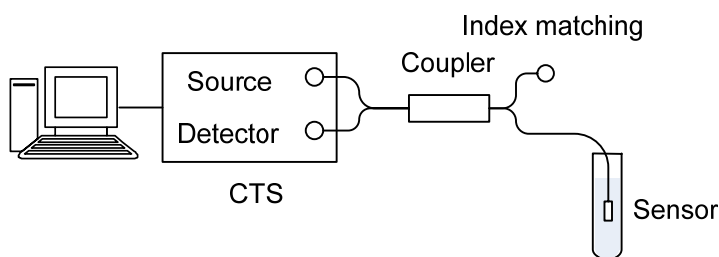 Index matching
Coupler
Source
Detector
CTS
Sensor